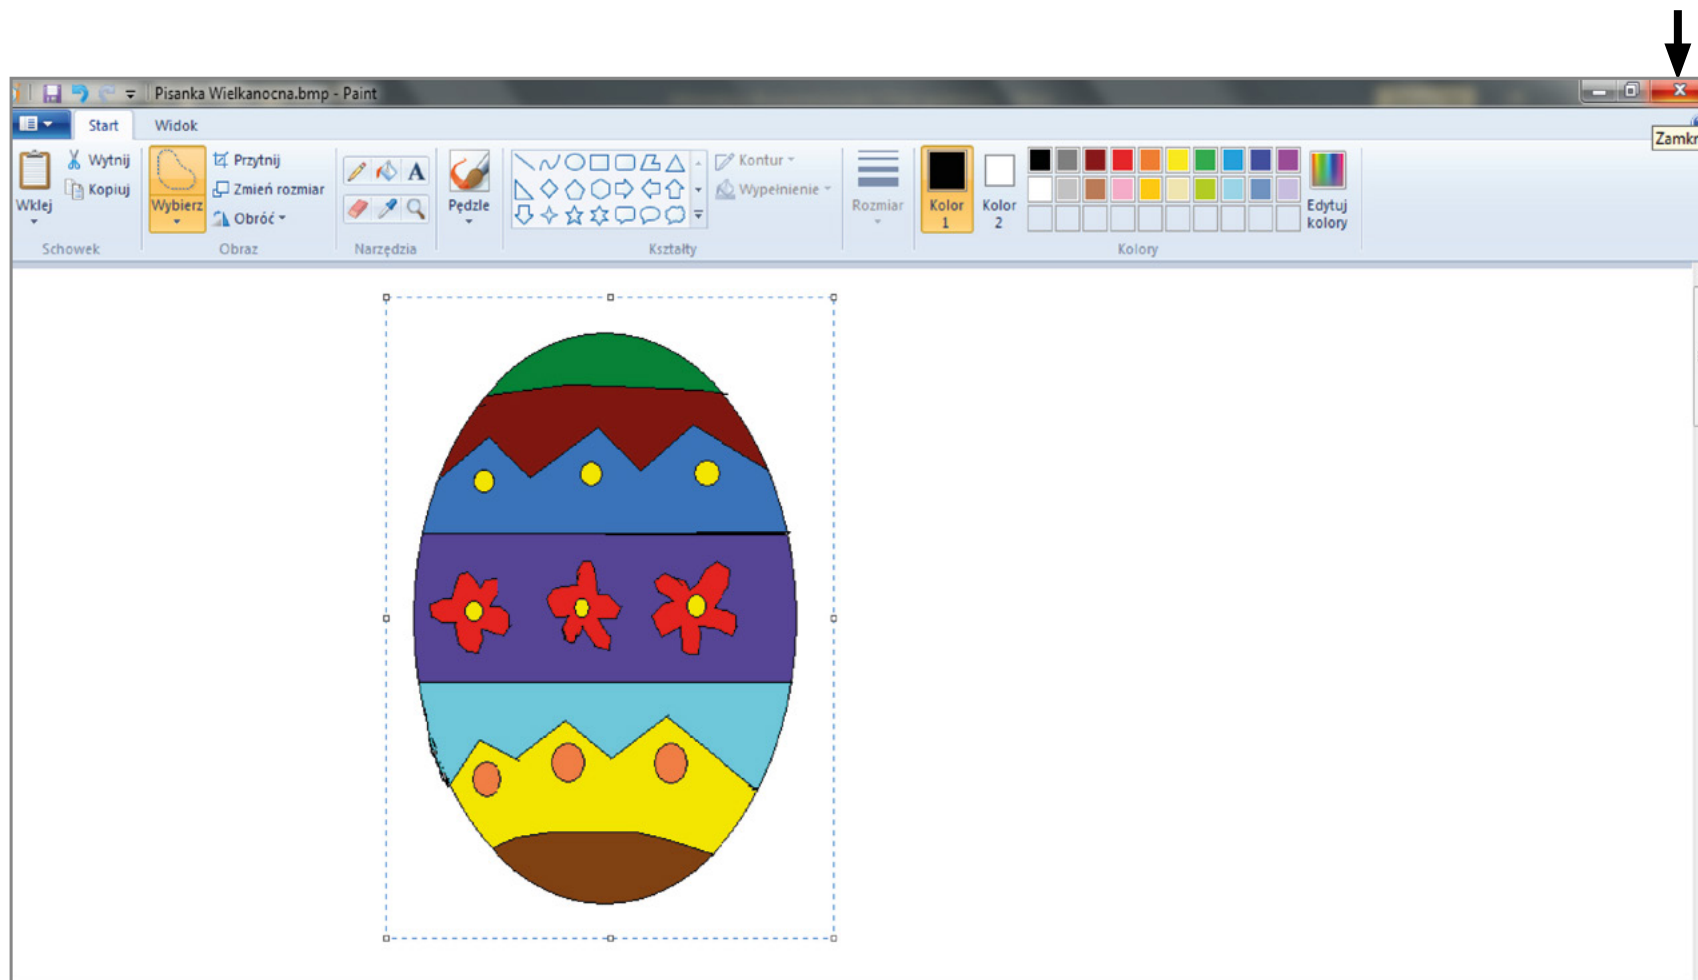 Pisanka Wielkanocna.bmp - Paint
Start Widok
Zamkn
Wklej
Wytnij
Kopiuj
Schowek
Wybierz
Przytnij
Zmień rozmiar
Obróć
Obraz
A
Narzędzia
Pędzle
Kontur
Wypełnienie
Kształty
Rozmiar
Kolor
1
Kolor
2
Edytuj
kolory
Kolory